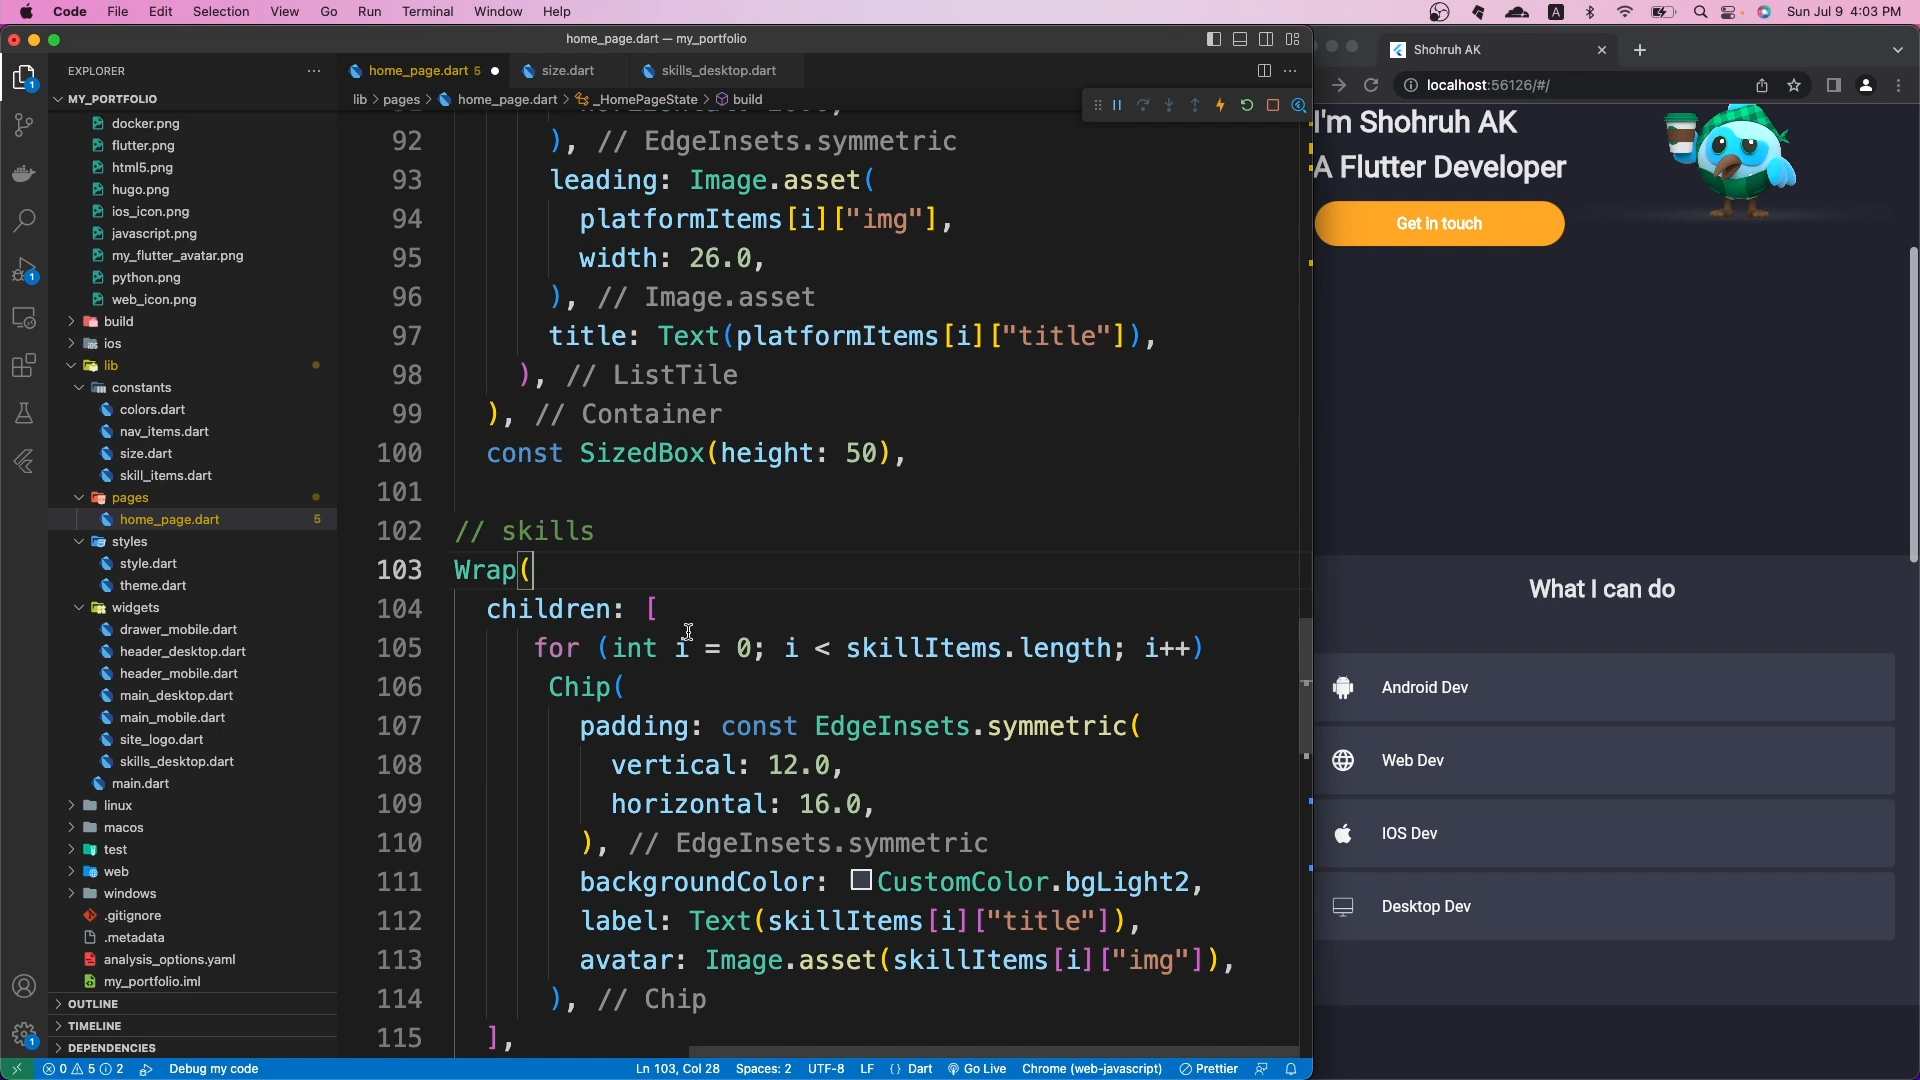 Code File Edit Selection View Go Run Terminal Window Help
A
Sun Jul 9 4:03 PM
home_page.dart — my_portfolio
Shohruh AK
EXPLORER
home_page.dart 5
size.dart
skills_desktop.dart
localhost:56126/#/
lib > pages > home_page.dart > _HomePageState > build
MY_PORTFOLIO
docker.png
flutter.png
html5.png
hugo.png
ios_icon.png
javascript.png
my_flutter_avatar.png
python.png
web_icon.png
build
ios
lib
constants
colors.dart
nav_items.dart
size.dart
skill_items.dart
pages
home_page.dart 5
styles
style.dart
theme.dart
widgets
drawer_mobile.dart
header_desktop.dart
header_mobile.dart
main_desktop.dart
main_mobile.dart
site_logo.dart
skills_desktop.dart
main.dart
linux
macos
test
web
windows
.gitignore
.metadata
analysis_options.yaml
my_portfolio.iml
OUTLINE
TIMELINE
DEPENDENCIES
92 ), // EdgeInsets.symmetric
93 leading: Image.asset(
94 platformItems[i]["img"],
95 width: 26.0,
96 ), // Image.asset
97 title: Text(platformItems[i]["title"]),
98 ), // ListTile
99 ), // Container
100 const SizedBox(height: 50),
101
102 // skills
103 Wrap(
104 children: [
105 for (int i = 0; i < skillItems.length; i++)
106 Chip(
107 padding: const EdgeInsets.symmetric(
108 vertical: 12.0,
109 horizontal: 16.0,
110 ), // EdgeInsets.symmetric
111 backgroundColor: CustomColor.bgLight2,
112 label: Text(skillItems[i]["title"]),
113 avatar: Image.asset(skillItems[i]["img"]),
114 ), // Chip
115 ],
I'm Shohruh AK
A Flutter Developer
Get in touch
What I can do
Android Dev
Web Dev
IOS Dev
Desktop Dev
0 5 2 Debug my code
Ln 103, Col 28 Spaces: 2 UTF-8 LF {} Dart Go Live Chrome (web-javascript) Prettier